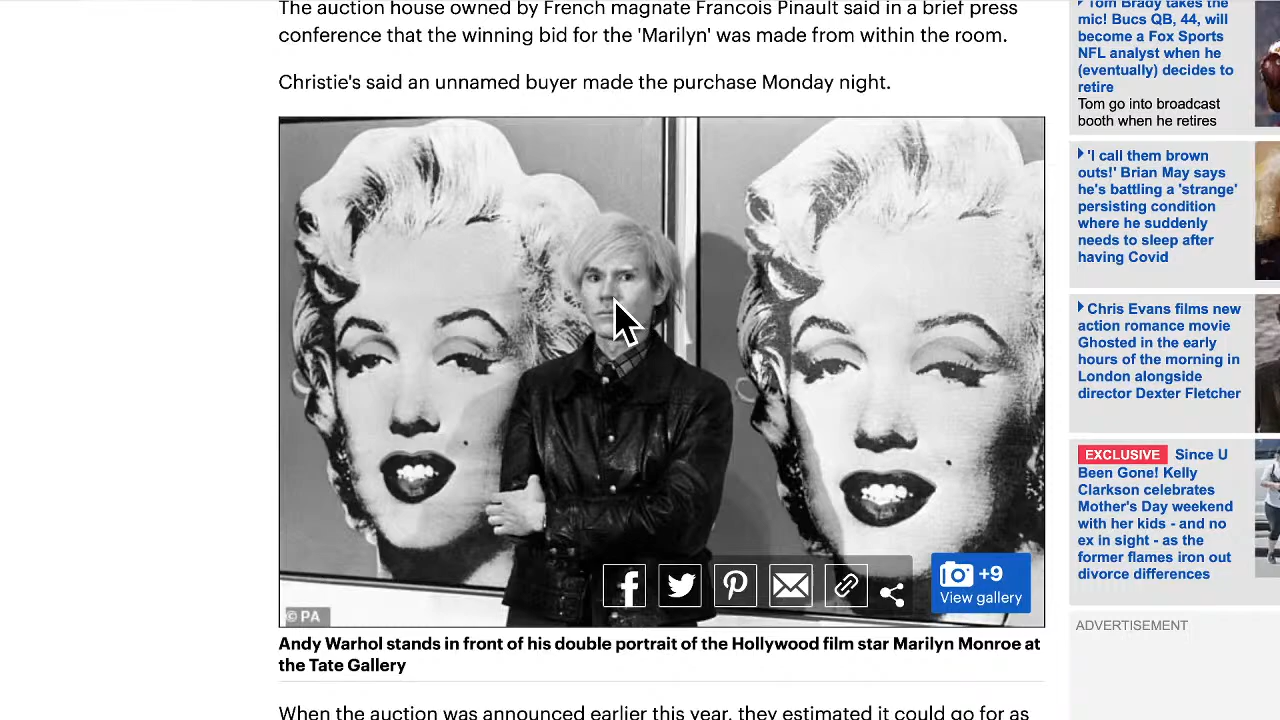 The auction house owned by French magnate Francois Pinault said in a brief press
conference that the winning bid for the 'Marilyn' was made from within the room.
Christie's said an unnamed buyer made the purchase Monday night.
© PA
+9
View gallery
Andy Warhol stands in front of his double portrait of the Hollywood film star Marilyn Monroe at
the Tate Gallery
When the auction was announced earlier this year, they estimated it could go for as
Tom Brady takes the
mic! Bucs QB, 44, will
become a Fox Sports
NFL analyst when he
(eventually) decides to
retire
Tom go into broadcast
booth when he retires
'I call them brown
outs!' Brian May says
he's battling a 'strange'
persisting condition
where he suddenly
needs to sleep after
having Covid
Chris Evans films new
action romance movie
Ghosted in the early
hours of the morning in
London alongside
director Dexter Fletcher
EXCLUSIVE Since U
Been Gone! Kelly
Clarkson celebrates
Mother's Day weekend
with her kids - and no
ex in sight - as the
former flames iron out
divorce differences
ADVERTISEMENT